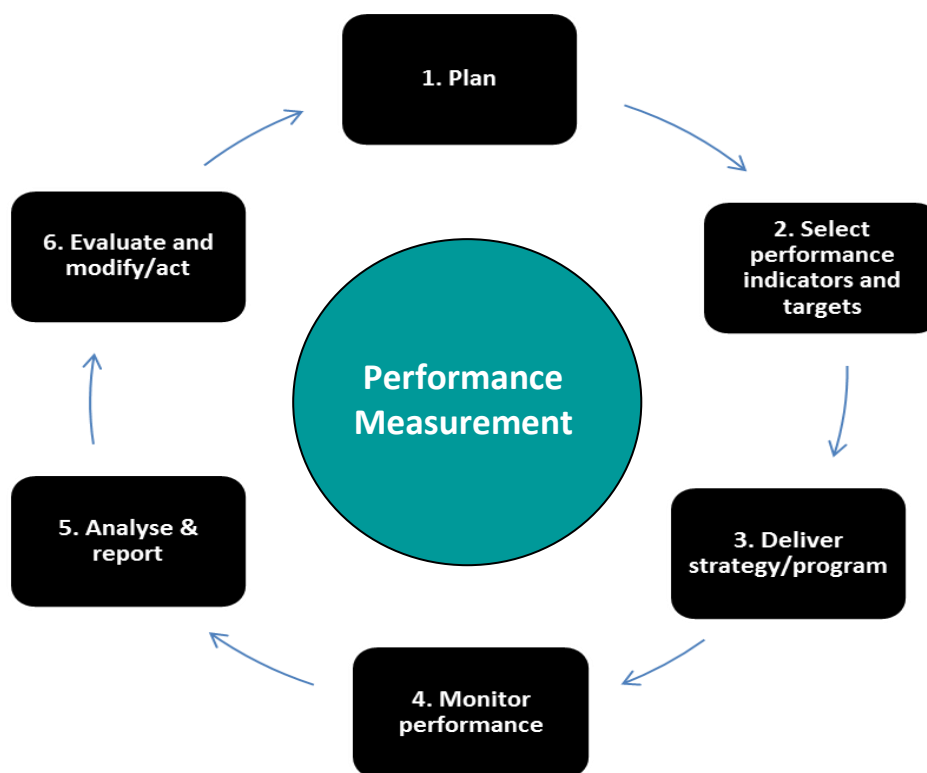 1. Plan
2. Select
performance
indicators and
targets
3. Deliver
strategy/program
4. Monitor
performance
5. Analyse &
report
6. Evaluate and
modify/act
Performance
Measurement